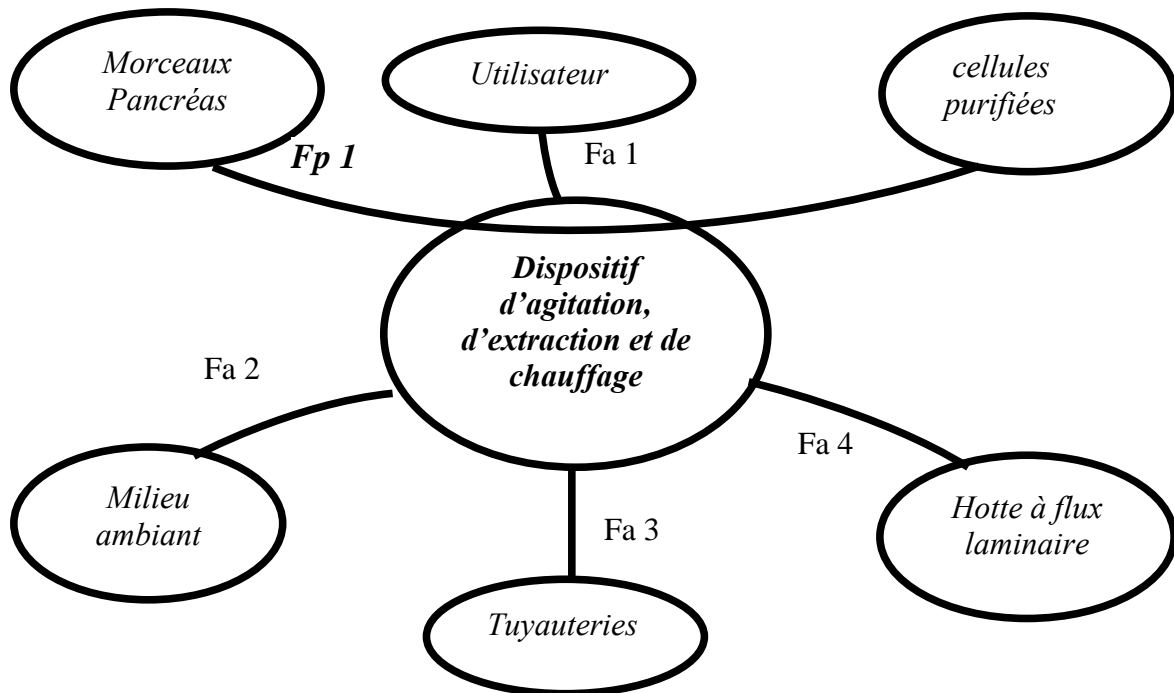 Morceaux
Pancréas
Utilisateur
cellules
purifiées
Fp 1
Fa 1
Dispositif
d’agitation,
d’extraction et de
chauffage
Fa 2
Fa 4
Milieu
ambiant
Fa 3
Hotte à flux
laminaire
Tuyauteries